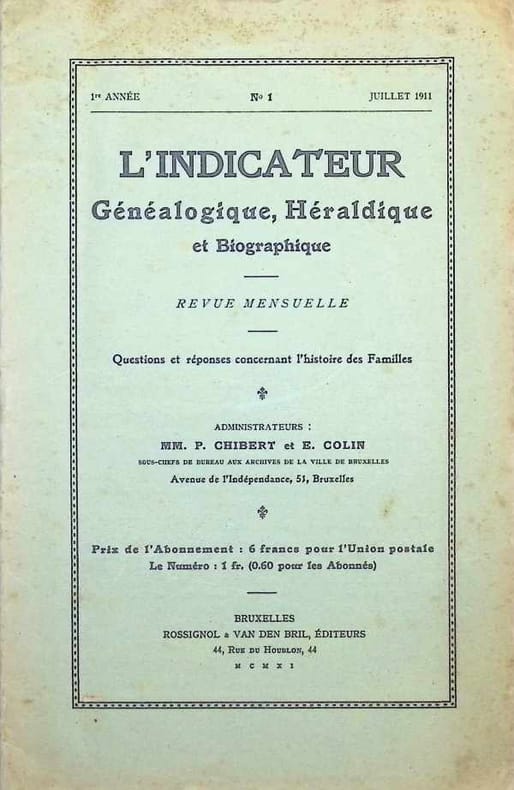 1re ANNÉE No 1 JUILLET 1911
L'INDICATEUR
Généalogique, Héraldique
et Biographique
REVUE MENSUELLE
Questions et réponses concernant l'histoire des Familles
ADMINISTRATEURS :
MM. P. CHIBERT et E. COLIN
SOUS-CHEFS DE BUREAU AUX ARCHIVES DE LA VILLE DE BRUXELLES
Avenue de l'Indépendance, 51, Bruxelles
Prix de l'Abonnement : 6 francs pour l'Union postale
Le Numéro : 1 fr. (0.60 pour les Abonnés)
BRUXELLES
ROSSIGNOL & VAN DEN BRIL, ÉDITEURS
44, RUE DU HOUBLON, 44
M C M X I